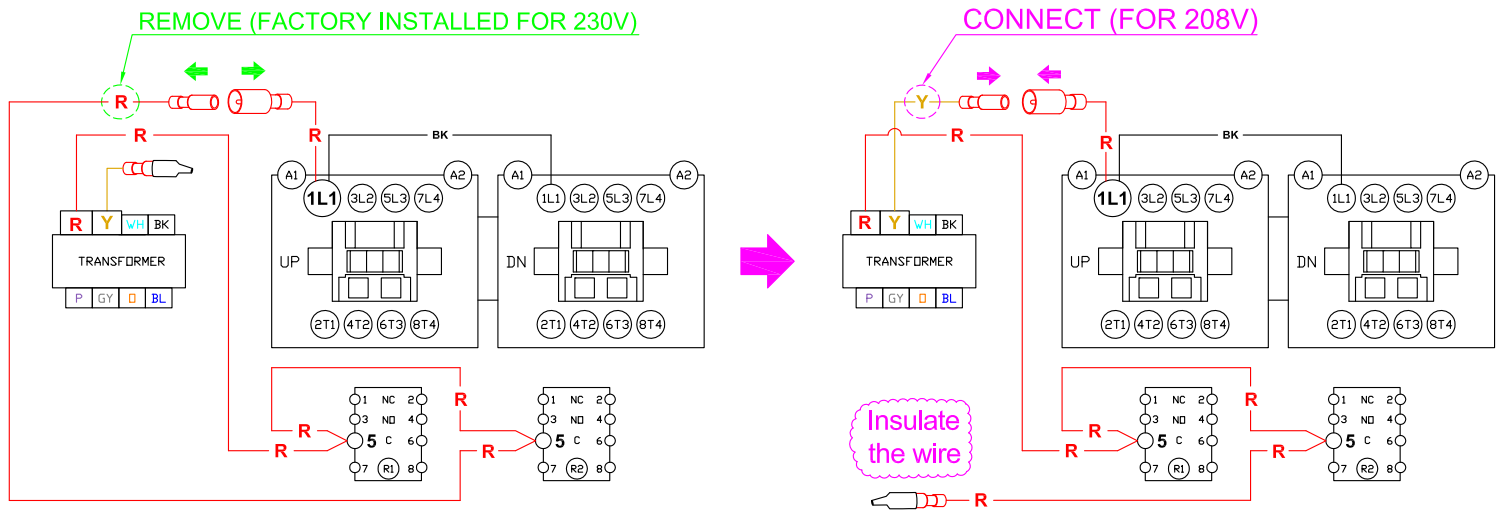 REMOVE (FACTORY INSTALLED FOR 230V)
R
R
R
BK
A1
A2
A1
A2
1L1
3L2
5L3
7L4
1L1
3L2
5L3
7L4
R
Y
WH
BK
TRANSFORMER
UP
DN
P
GY
O
BL
2T1
4T2
6T3
8T4
2T1
4T2
6T3
8T4
R
R
R
R
1
NC
2
3
NO
4
5
C
6
7
R1
8
1
NC
2
3
NO
4
5
C
6
7
R2
8
CONNECT (FOR 208V)
Y
R
R
BK
A1
A2
A1
A2
1L1
3L2
5L3
7L4
1L1
3L2
5L3
7L4
R
Y
WH
BK
TRANSFORMER
UP
DN
P
GY
O
BL
2T1
4T2
6T3
8T4
2T1
4T2
6T3
8T4
Insulate
the wire
R
R
R
R
1
NC
2
3
NO
4
5
C
6
7
R1
8
1
NC
2
3
NO
4
5
C
6
7
R2
8
R